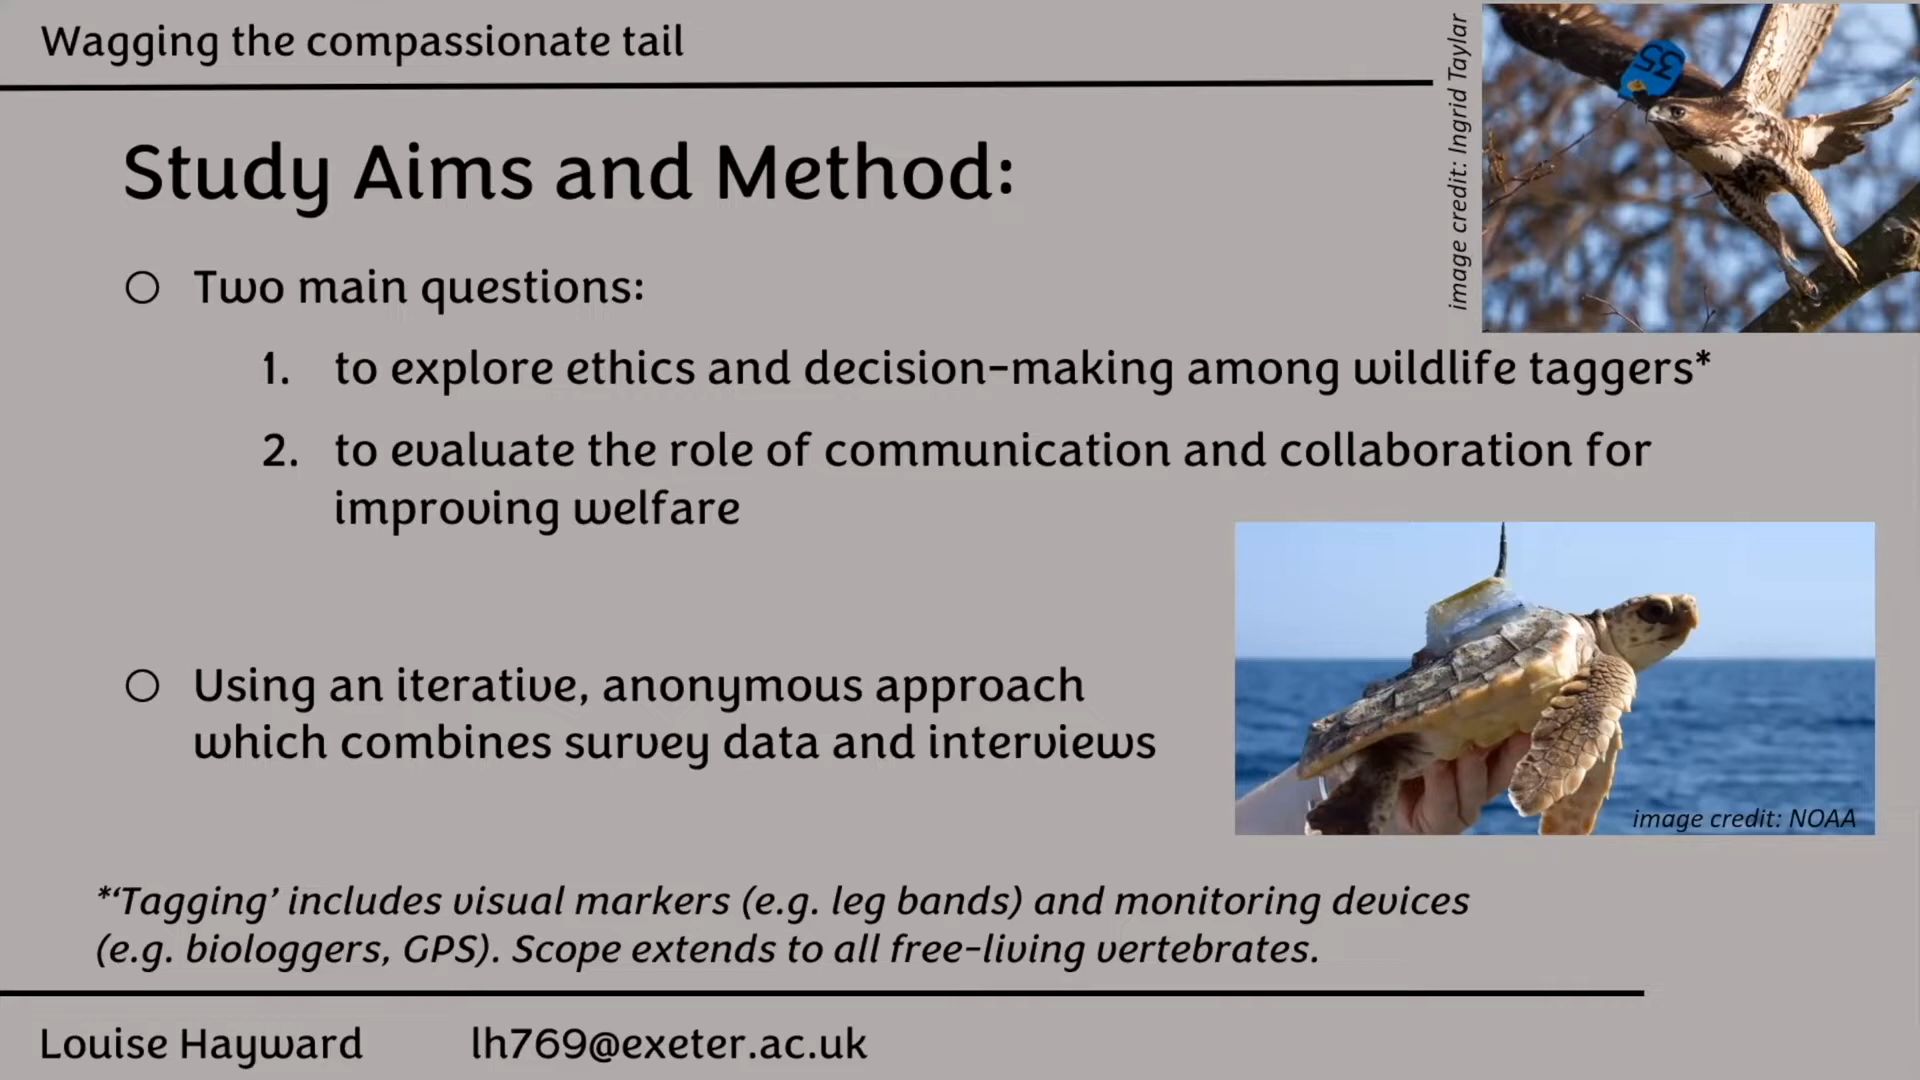 Wagging the compassionate tail
image credit: Ingrid Taylar
35
Study Aims and Method:
Two main questions:
1. to explore ethics and decision-making among wildlife taggers*
2. to evaluate the role of communication and collaboration for
improving welfare
Using an iterative, anonymous approach
which combines survey data and interviews
image credit: NOAA
*‘Tagging’ includes visual markers (e.g. leg bands) and monitoring devices
(e.g. biologgers, GPS). Scope extends to all free-living vertebrates.
Louise Hayward lh769@exeter.ac.uk